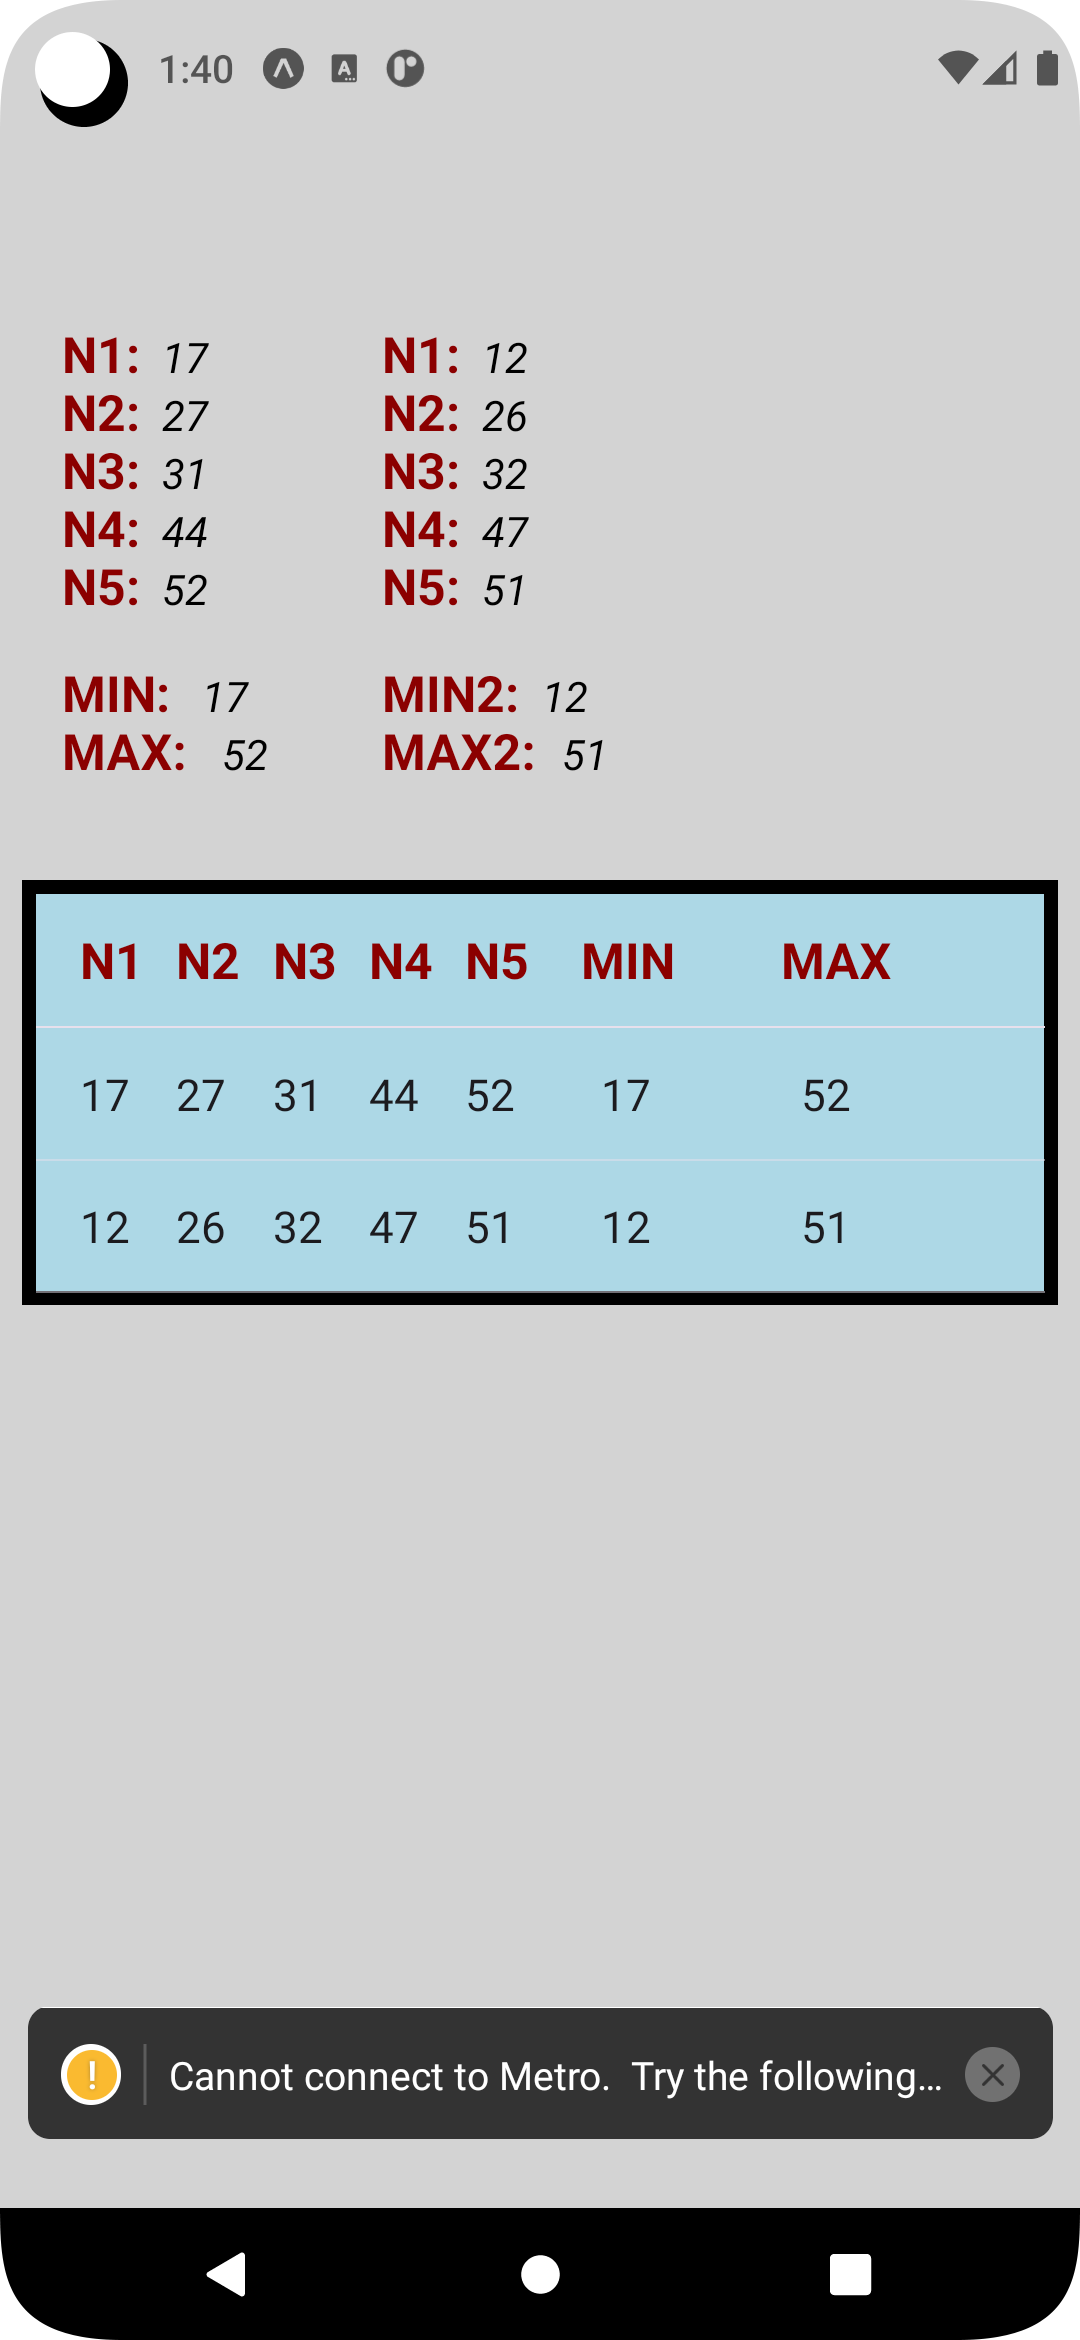 1:40
N1: 17 N1: 12
N2: 27 N2: 26
N3: 31 N3: 32
N4: 44 N4: 47
N5: 52 N5: 51
MIN: 17 MIN2: 12
MAX: 52 MAX2: 51
N1 N2 N3 N4 N5 MIN MAX
17 27 31 44 52 17 52
12 26 32 47 51 12 51
Cannot connect to Metro. Try the following...